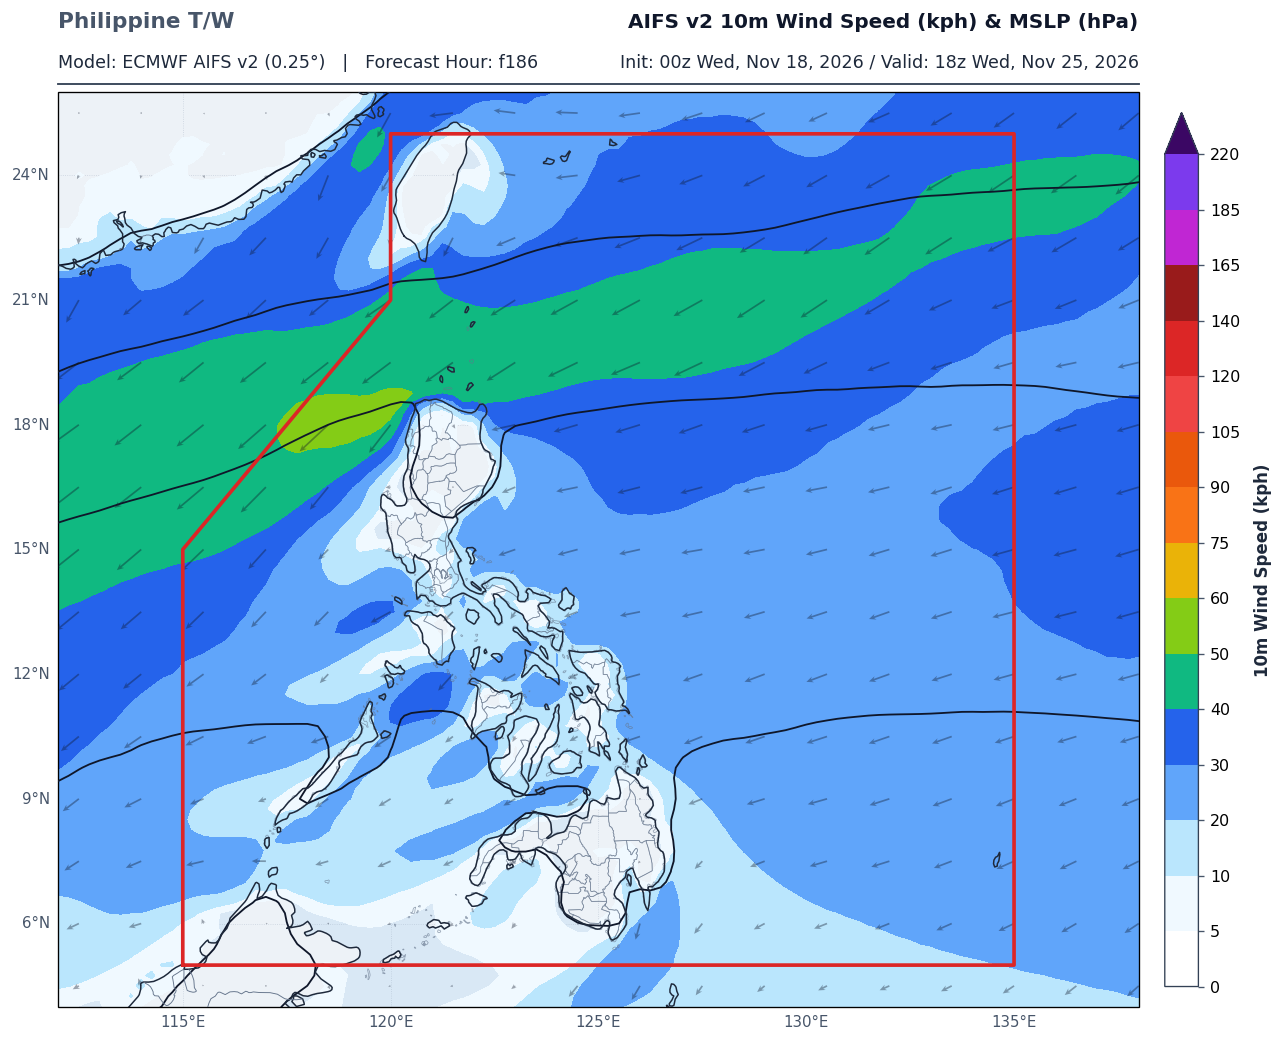 Philippine T/W
AIFS v2 10m Wind Speed (kph) & MSLP (hPa)
Model: ECMWF AIFS v2 (0.25°) | Forecast Hour: f186
Init: 00z Wed, Nov 18, 2026 / Valid: 18z Wed, Nov 25, 2026
24°N
21°N
18°N
15°N
12°N
9°N
6°N
115°E
120°E
125°E
130°E
135°E
220
185
165
140
120
105
90
75
60
50
40
30
20
10
5
0
10m Wind Speed (kph)